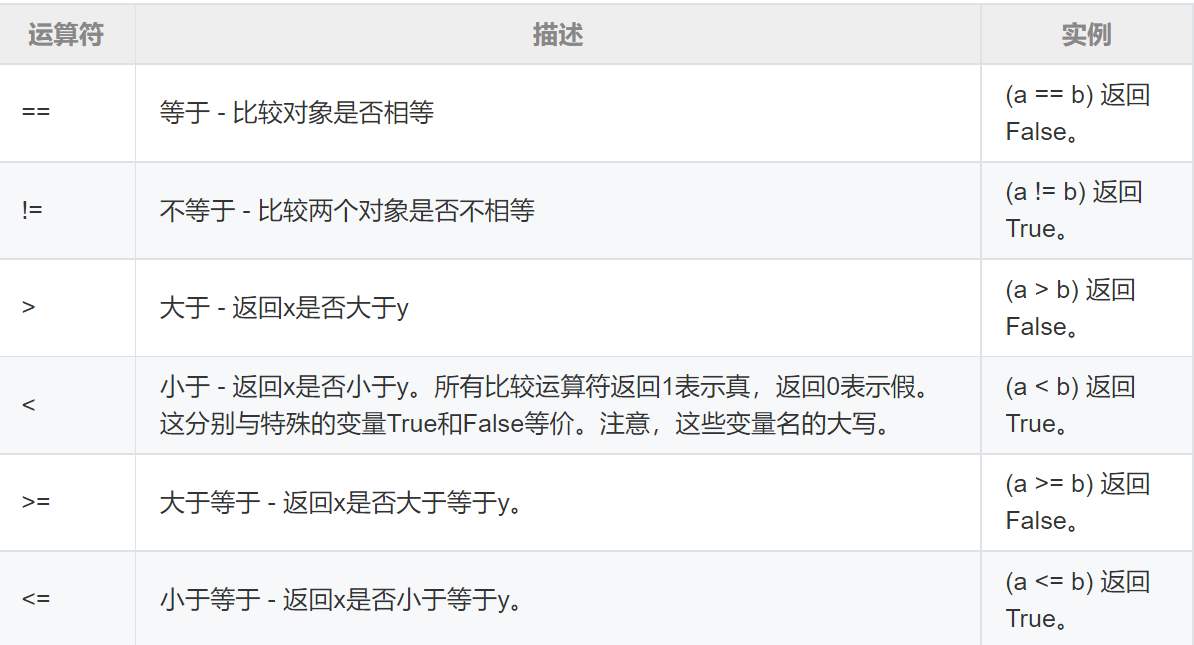 运算符 描述 实例
== 等于 - 比较对象是否相等 (a == b) 返回
False。
!= 不等于 - 比较两个对象是否不相等 (a != b) 返回
True。
> 大于 - 返回x是否大于y (a > b) 返回
False。
< 小于 - 返回x是否小于y。所有比较运算符返回1表示真，返回0表示假。
这分别与特殊的变量True和False等价。注意，这些变量名的大写。
(a < b) 返回
True。
>= 大于等于 - 返回x是否大于等于y。 (a >= b) 返回
False。
<= 小于等于 - 返回x是否小于等于y。 (a <= b) 返回
True。